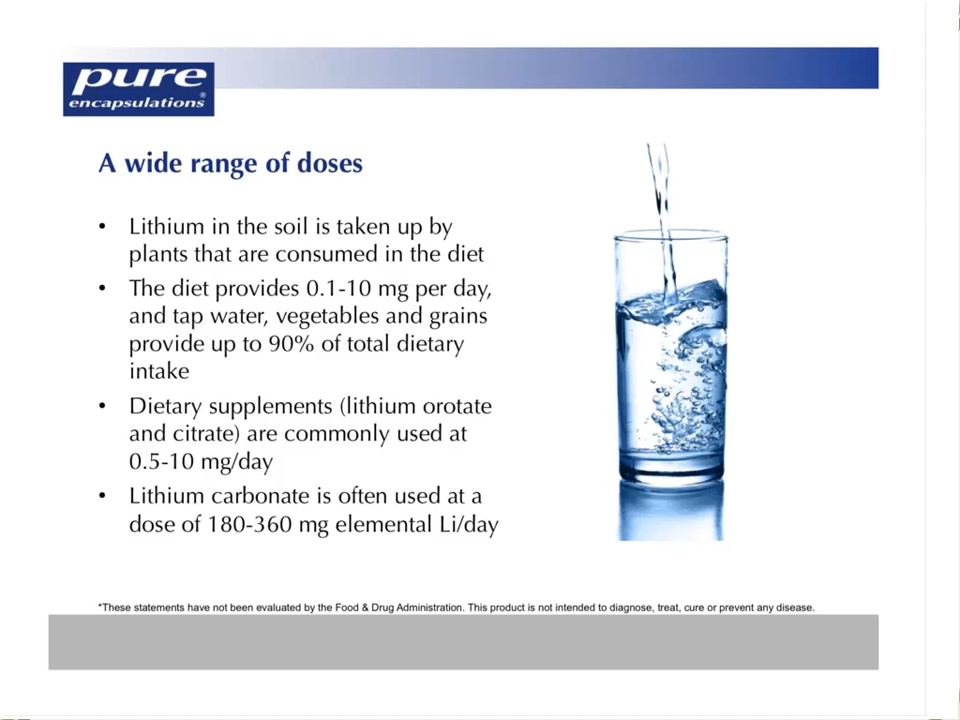 pure
encapsulations®
A wide range of doses
• Lithium in the soil is taken up by
plants that are consumed in the diet
• The diet provides 0.1-10 mg per day,
and tap water, vegetables and grains
provide up to 90% of total dietary
intake
• Dietary supplements (lithium orotate
and citrate) are commonly used at
0.5-10 mg/day
• Lithium carbonate is often used at a
dose of 180-360 mg elemental Li/day
*These statements have not been evaluated by the Food & Drug Administration. This product is not intended to diagnose, treat, cure or prevent any disease.